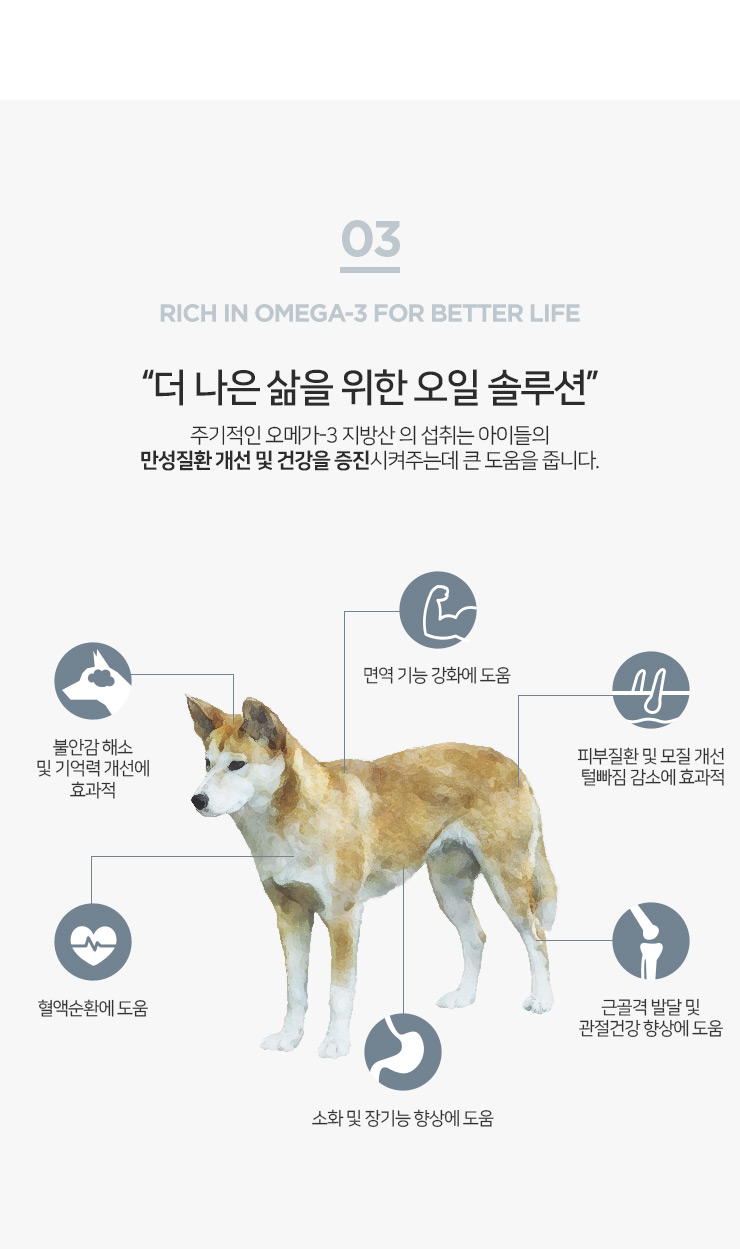 03
RICH IN OMEGA-3 FOR BETTER LIFE
“더 나은 삶을 위한 오일 솔루션”
주기적인 오메가-3 지방산 의 섭취는 아이들의
만성질환 개선 및 건강을 증진시켜주는데 큰 도움을 줍니다.
면역 기능 강화에 도움
불안감 해소
및 기억력 개선에
효과적
피부질환 및 모질 개선
털빠짐 감소에 효과적
혈액순환에 도움
근골격 발달 및
관절건강 향상에 도움
소화 및 장기능 향상에 도움